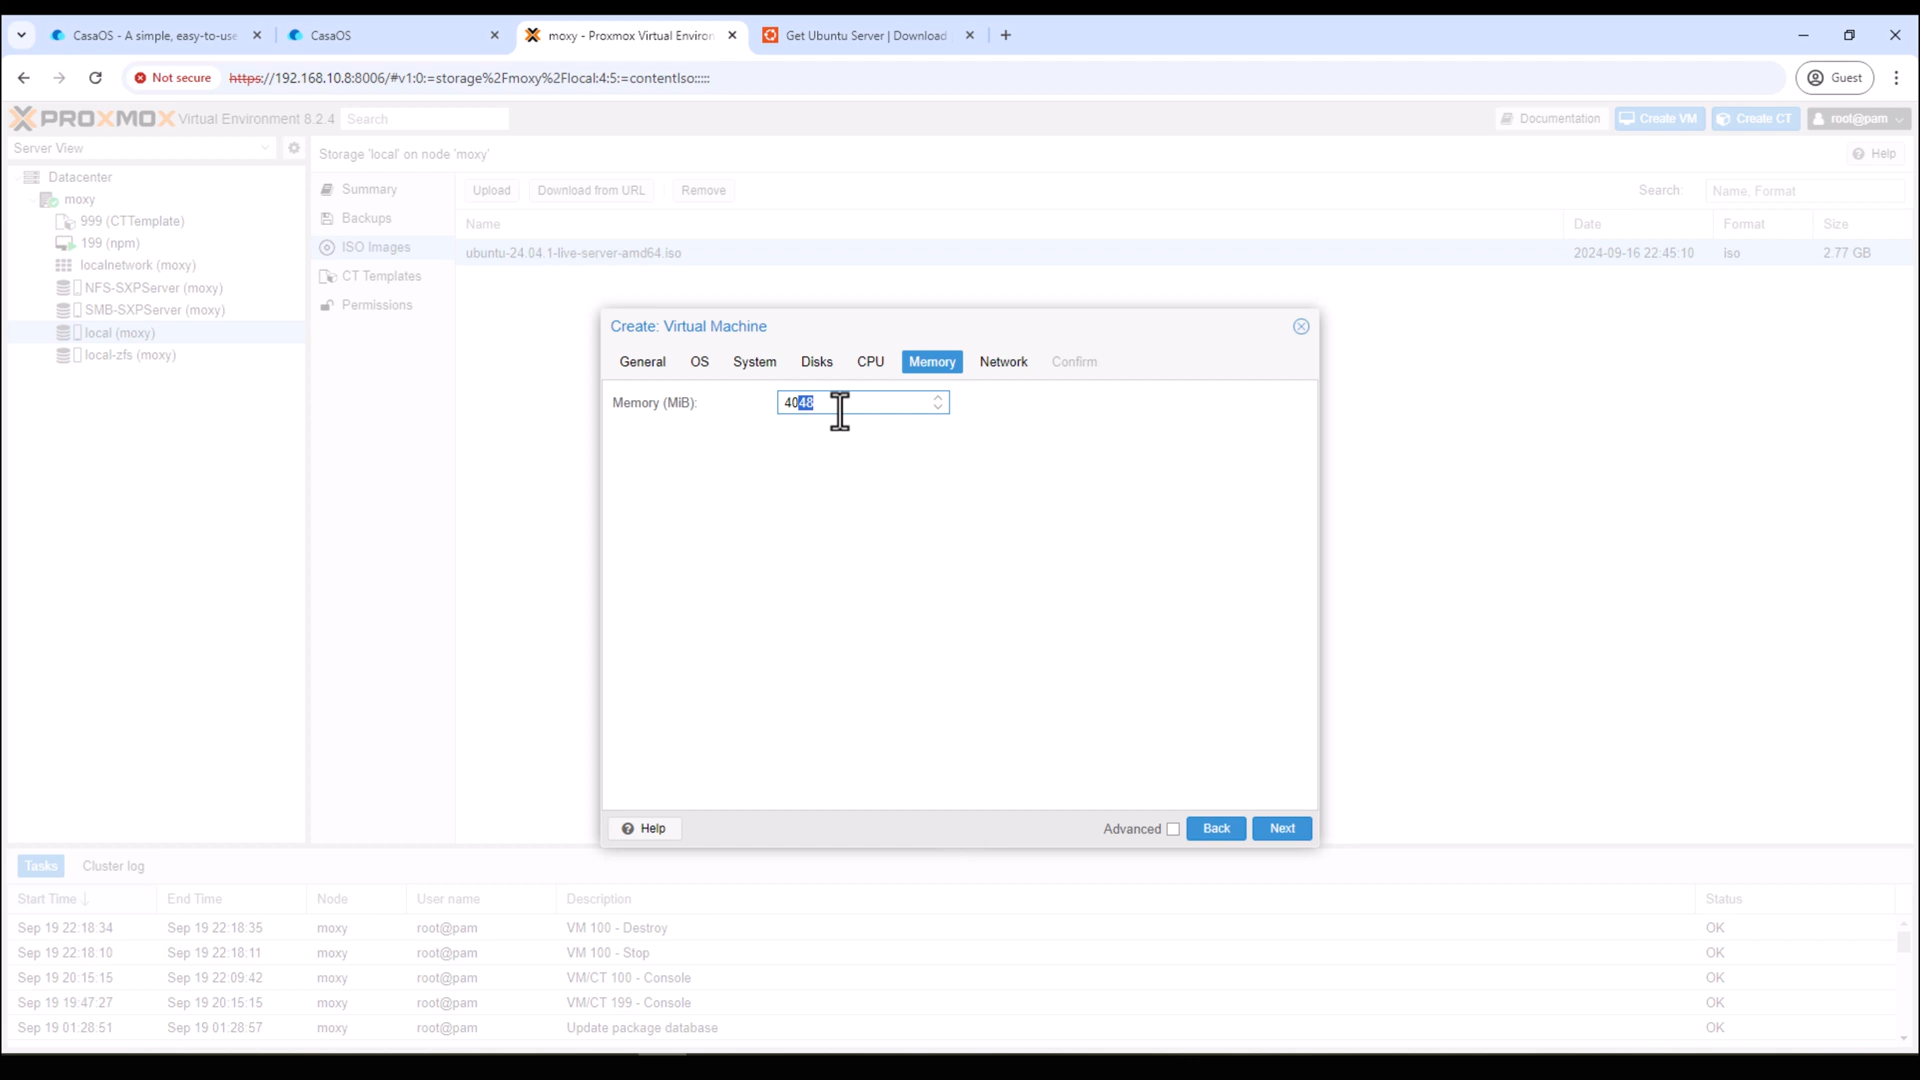 CasaOS - A simple, easy-to-use
CasaOS
moxy - Proxmox Virtual Environ
Get Ubuntu Server | Download
Not secure
https://192.168.10.8:8006/#v1:0:=storage%2Fmoxy%2Flocal:4:5:=contentIso:::::
Guest
PROXMOX Virtual Environment 8.2.4
Search
Documentation
Create VM
Create CT
root@pam
Server View
Storage 'local' on node 'moxy'
Help
Datacenter
moxy
999 (CTTemplate)
199 (npm)
localnetwork (moxy)
NFS-SXPServer (moxy)
SMB-SXPServer (moxy)
local (moxy)
local-zfs (moxy)
Summary
Backups
ISO Images
CT Templates
Permissions
Upload
Download from URL
Remove
Search:
Name, Format
Name
Date
Format
Size
ubuntu-24.04.1-live-server-amd64.iso
2024-09-16 22:45:10
iso
2.77 GB
Create: Virtual Machine
General
OS
System
Disks
CPU
Memory
Network
Confirm
Memory (MiB):
4048
Help
Advanced
Back
Next
Tasks
Cluster log
Start Time
End Time
Node
User name
Description
Status
Sep 19 22:18:34 Sep 19 22:18:35 moxy root@pam VM 100 - Destroy OK
Sep 19 22:18:10 Sep 19 22:18:11 moxy root@pam VM 100 - Stop OK
Sep 19 20:15:15 Sep 19 22:09:42 moxy root@pam VM/CT 100 - Console OK
Sep 19 19:47:27 Sep 19 20:15:15 moxy root@pam VM/CT 199 - Console OK
Sep 19 01:28:51 Sep 19 01:28:57 moxy root@pam Update package database OK